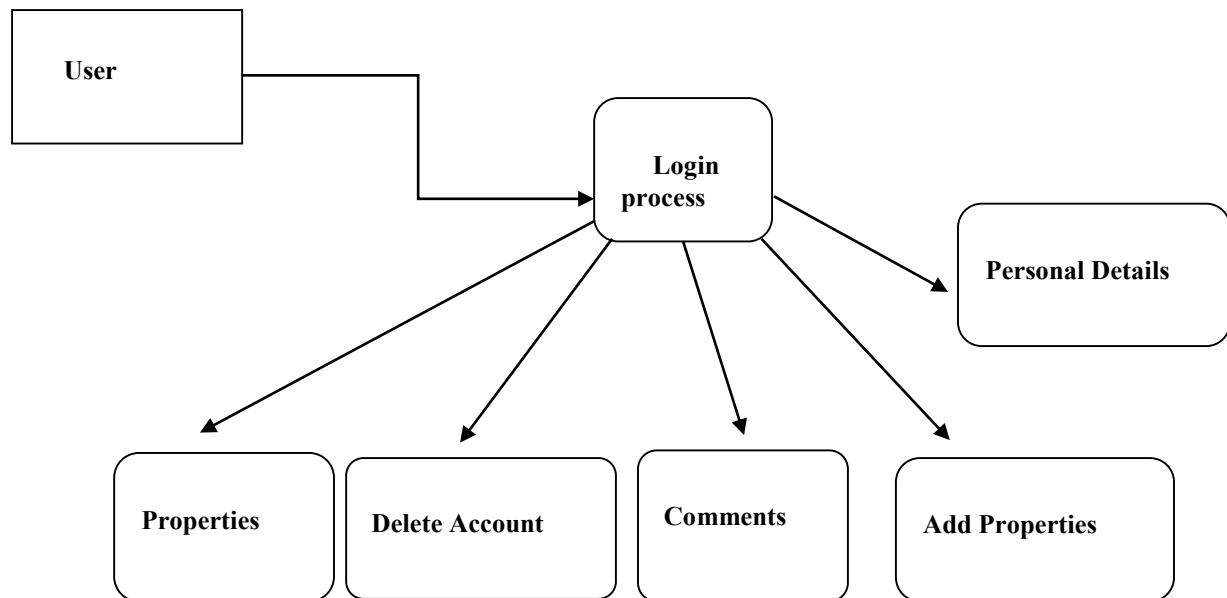 User
Login
process
Personal Details
Properties
Delete Account
Comments
Add Properties